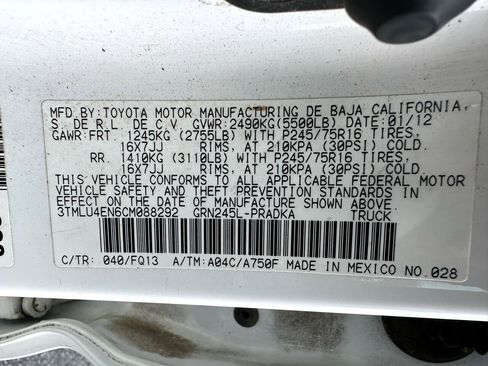 MFD.BY:TOYOTA MOTOR MANUFACTURING DE BAJA CALIFORNIA,
S. DE R.L. DE C.V. GVWR:2490KG(5500LB) DATE:01/12
GAWR:FRT. 1245KG (2755LB) WITH P245/75R16 TIRES,
16X7JJ RIMS, AT 210KPA (30PSI) COLD.
RR. 1410KG (3110LB) WITH P245/75R16 TIRES,
16X7JJ RIMS, AT 210KPA (30PSI) COLD.
THIS VEHICLE CONFORMS TO ALL APPLICABLE FEDERAL MOTOR
VEHICLE SAFETY AND THEFT PREVENTION STANDARDS IN
EFFECT ON THE DATE OF MANUFACTURE SHOWN ABOVE.
3TMLU4EN6CM088292 GRN245L-PRADKA TRUCK
C/TR: 040/FQ13 A/TM:A04C/A750F MADE IN MEXICO NO.028